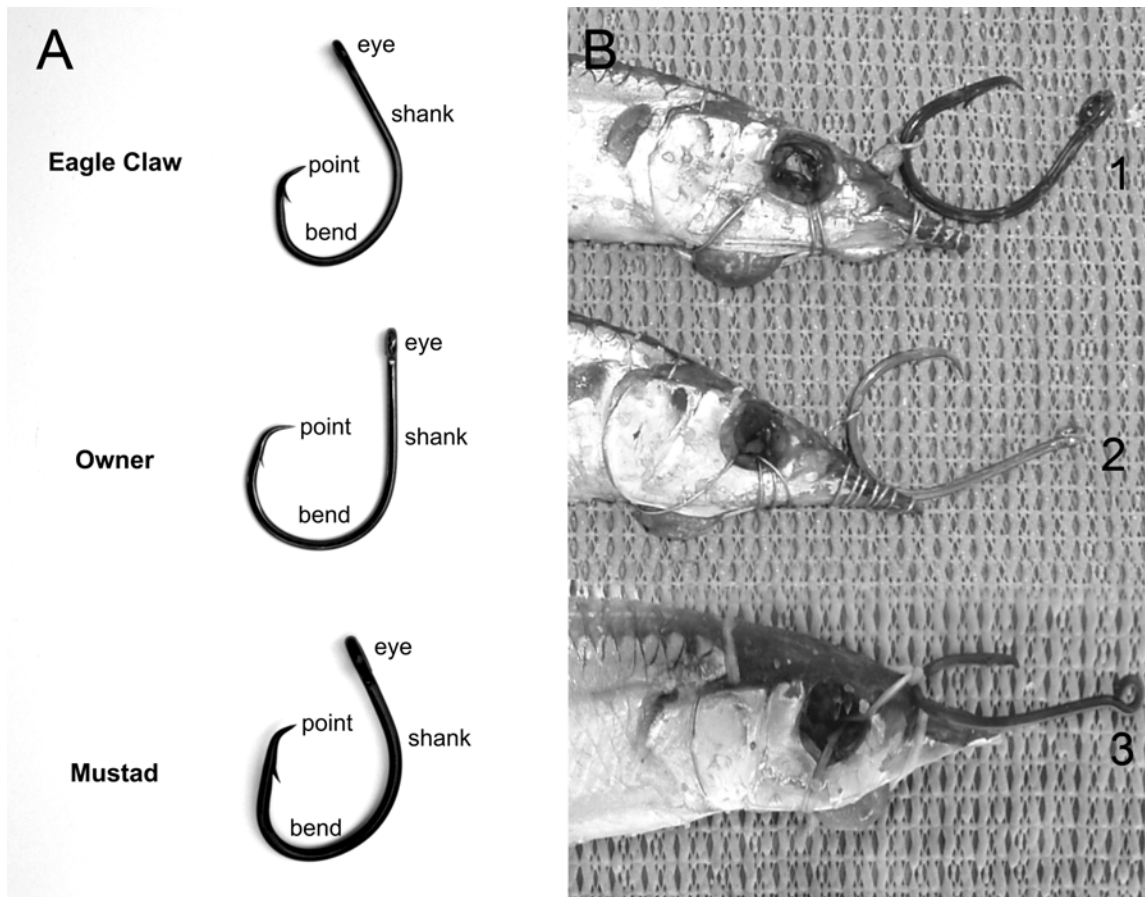 A
eye
shank
Eagle Claw
point
bend
eye
point
shank
Owner
bend
eye
point
shank
Mustad
bend
B
1
2
3